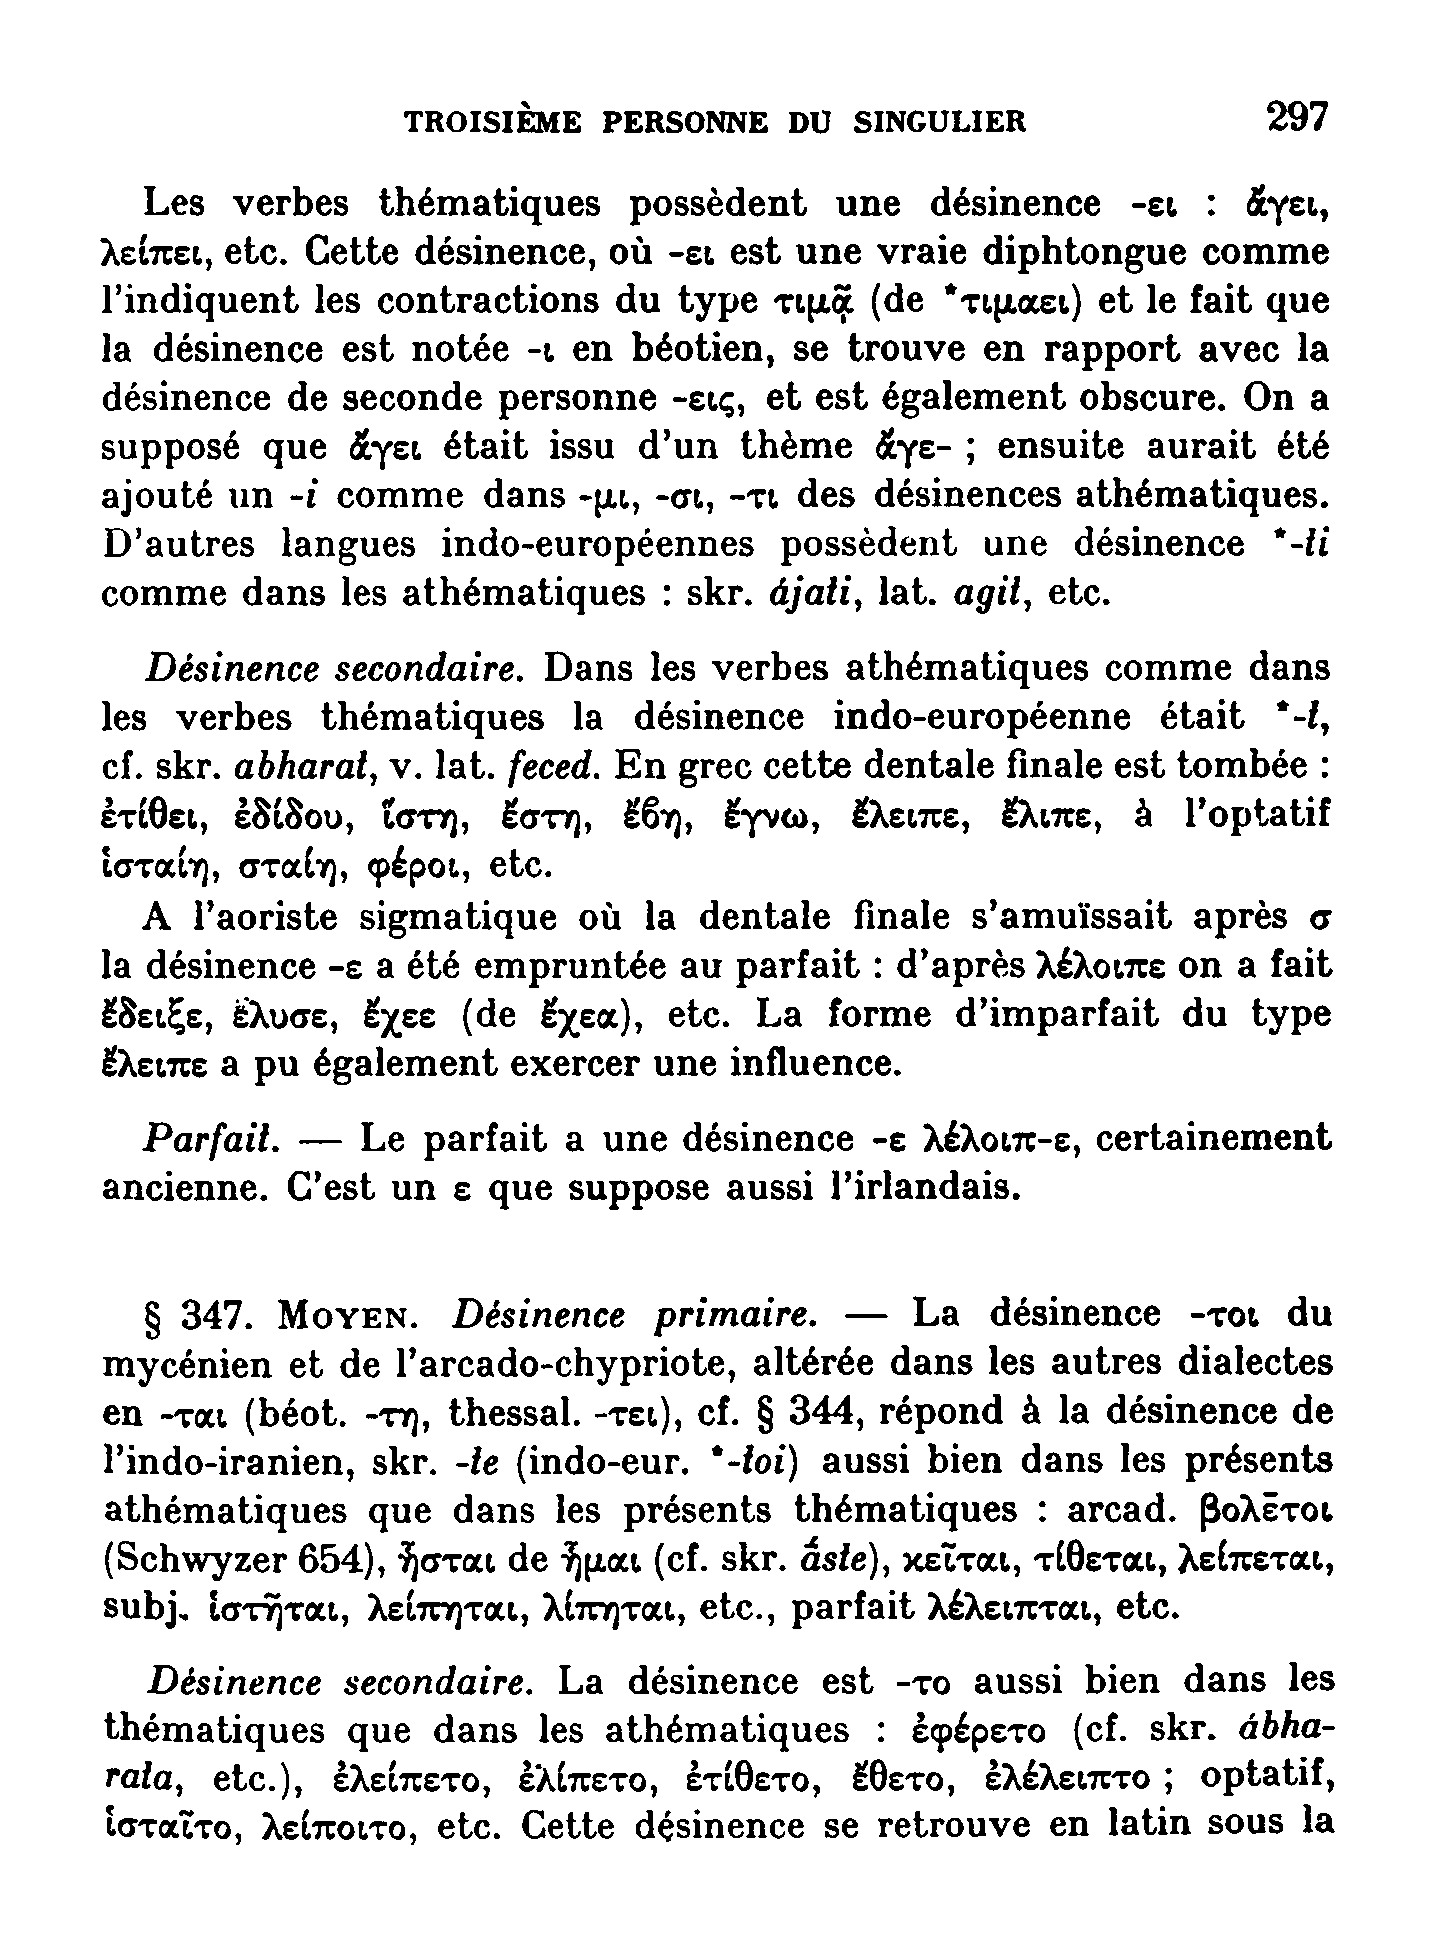 TROISIÈME PERSONNE DU SINGULIER 297
Les verbes thématiques possèdent une désinence -ει : ἄγει,
λείπει, etc. Cette désinence, où -ει est une vraie diphtongue comme
l’indiquent les contractions du type τιμᾷ (de *τιμαει) et le fait que
la désinence est notée -ι en béotien, se trouve en rapport avec la
désinence de seconde personne -εις, et est également obscure. On a
supposé que ἄγει était issu d’un thème ἄγε- ; ensuite aurait été
ajouté un -i comme dans -μι, -σι, -τι des désinences athématiques.
D’autres langues indo-européennes possèdent une désinence *-ti
comme dans les athématiques : skr. ájati, lat. agit, etc.
Désinence secondaire. Dans les verbes athématiques comme dans
les verbes thématiques la désinence indo-européenne était *-t,
cf. skr. abharat, v. lat. feced. En grec cette dentale finale est tombée :
ἐτίθει, ἐδίδου, ἵστη, ἔστη, ἔϐη, ἔγνω, ἔλειπε, ἔλιπε, à l’optatif
ἱσταίη, σταίη, φέροι, etc.
A l’aoriste sigmatique où la dentale finale s’amuïssait après σ
la désinence -ε a été empruntée au parfait : d’après λέλοιπε on a fait
ἔδειξε, ἔλυσε, ἔχεε (de ἔχεα), etc. La forme d’imparfait du type
ἔλειπε a pu également exercer une influence.
Parfait. — Le parfait a une désinence -ε λέλοιπ-ε, certainement
ancienne. C’est un ε que suppose aussi l’irlandais.
§ 347. MOYEN. Désinence primaire. — La désinence -τοι du
mycénien et de l’arcado-chypriote, altérée dans les autres dialectes
en -ται (béot. -τη, thessal. -τει), cf. § 344, répond à la désinence de
l’indo-iranien, skr. -te (indo-eur. *-toi) aussi bien dans les présents
athématiques que dans les présents thématiques : arcad. βολε̄τοι
(Schwyzer 654), ἧσται de ἧμαι (cf. skr. ā́ste), κεῖται, τίθεται, λείπεται,
subj. ἱστῆται, λείπηται, λίπηται, etc., parfait λέλειπται, etc.
Désinence secondaire. La désinence est -το aussi bien dans les
thématiques que dans les athématiques : ἐφέρετο (cf. skr. ábha-
rata, etc.), ἐλείπετο, ἐλίπετο, ἐτίθετο, ἔθετο, ἐλέλειπτο ; optatif,
ἱσταῖτο, λείποιτο, etc. Cette désinence se retrouve en latin sous la